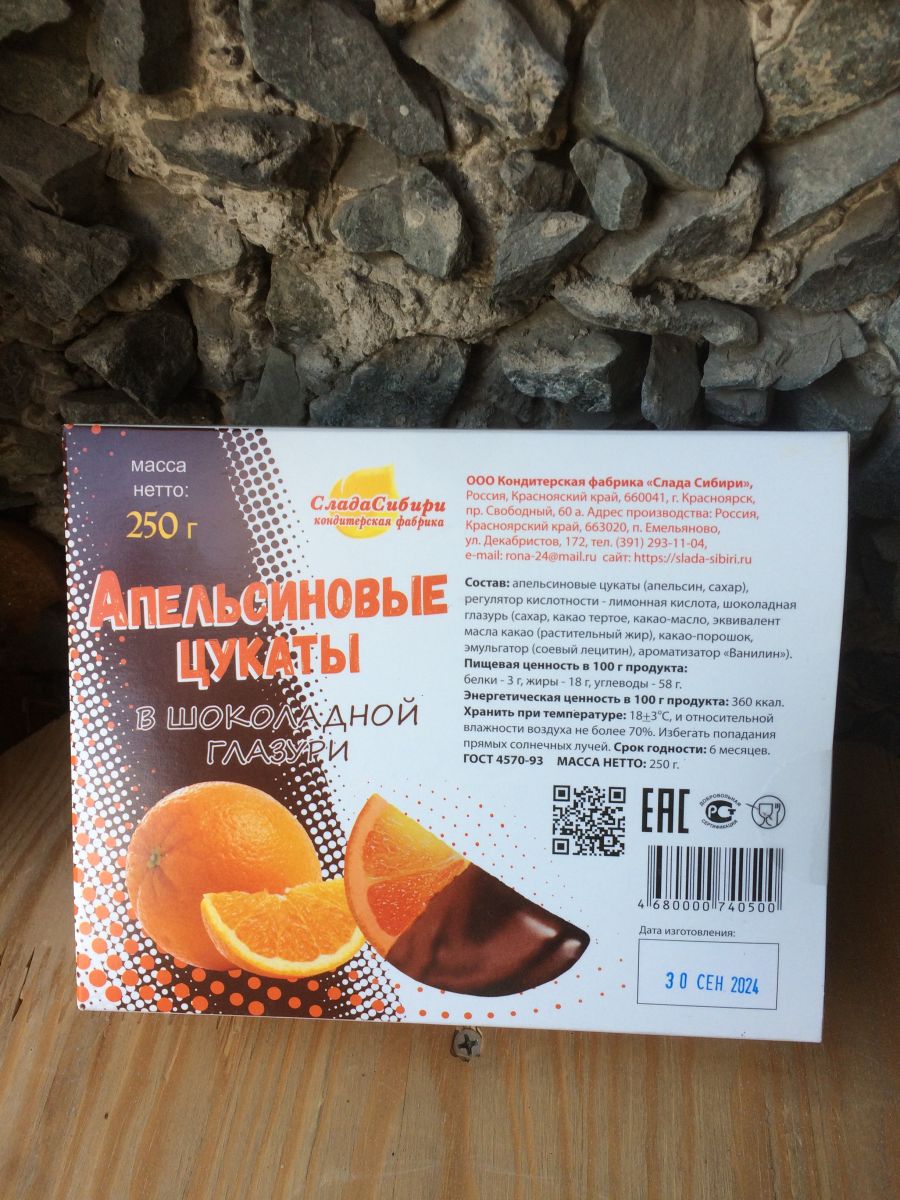 масса
нетто:
250 г
СладаСибири
кондитерская фабрика
Апельсиновые
цукаты
в шоколадной
глазури
ООО Кондитерская фабрика «Слада Сибири»,
Россия, Красноярский край, 660041, г. Красноярск,
пр. Свободный, 60 а. Адрес производства: Россия,
Красноярский край, 663020, п. Емельяново,
ул. Декабристов, 172, тел. (391) 293-11-04,
e-mail: rona-24@mail.ru сайт: https://slada-sibiri.ru
Состав: апельсиновые цукаты (апельсин, сахар),
регулятор кислотности - лимонная кислота, шоколадная
глазурь (сахар, какао тертое, какао-масло, эквивалент
масла какао (растительный жир), какао-порошок,
эмульгатор (соевый лецитин), ароматизатор «Ванилин»).
Пищевая ценность в 100 г продукта:
белки - 3 г, жиры - 18 г, углеводы - 58 г.
Энергетическая ценность в 100 г продукта: 360 ккал.
Хранить при температуре: 18±3°С, и относительной
влажности воздуха не более 70%. Избегать попадания
прямых солнечных лучей. Срок годности: 6 месяцев.
ГОСТ 4570-93 МАССА НЕТТО: 250 г.
ЕАС
ДОБРОВОЛЬНАЯ
РСТ
СЕРТИФИКАЦИЯ
4 680000 740500
Дата изготовления:
30 СЕН 2024